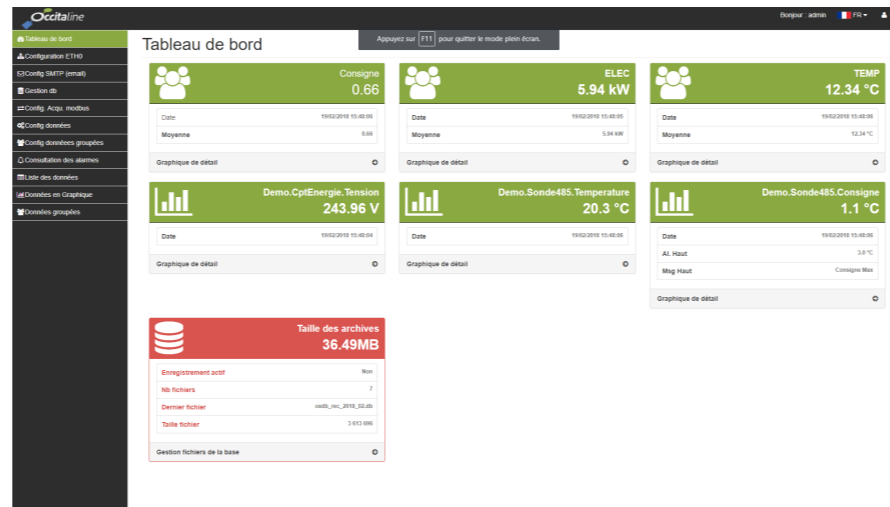 Occitaline
Bonjour : admin
FR
Tableau de bord
Configuration ETH0
Config SMTP (email)
Gestion db
Config. Acqu. modbus
Config données
Config donnéees groupées
Consultation des alarmes
Liste des données
Données en Graphique
Données groupées
Tableau de bord
Appuyez sur F11 pour quitter le mode plein écran.
Consigne
0.66
Date 19/02/2018 15:48:06
Moyenne 0.66
Graphique de détail
ELEC
5.94 kW
Date 19/02/2018 15:48:05
Moyenne 5.94 kW
Graphique de détail
TEMP
12.34 °C
Date 19/02/2018 15:48:06
Moyenne 12.34 °C
Graphique de détail
Demo.CptEnergie.Tension
243.96 V
Date 19/02/2018 15:48:04
Graphique de détail
Demo.Sonde485.Temperature
20.3 °C
Date 19/02/2018 15:48:06
Graphique de détail
Demo.Sonde485.Consigne
1.1 °C
Date 19/02/2018 15:48:06
Al. Haut 3.0 °C
Msg Haut Consigne Max
Graphique de détail
Taille des archives
36.49MB
Enregistrement actif Non
Nb fichiers 7
Dernier fichier
Taille fichier 3 613 696
Gestion fichiers de la base